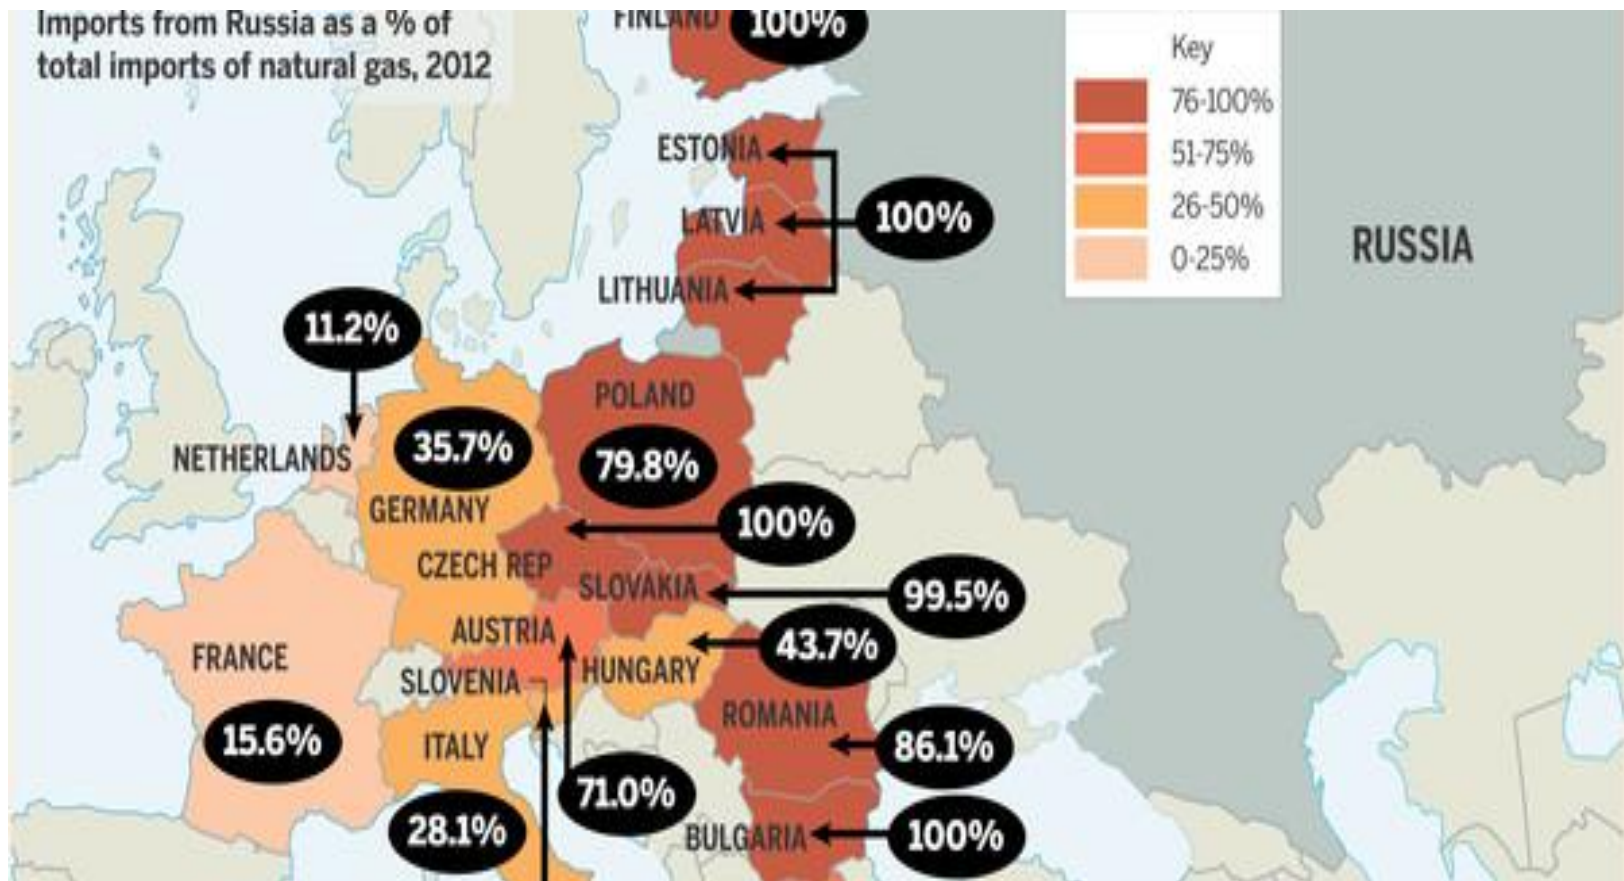 Imports from Russia as a % of
total imports of natural gas, 2012
FINLAND
100%
Key
76-100%
51-75%
26-50%
0-25%
ESTONIA
LATVIA
100%
LITHUANIA
RUSSIA
11.2%
NETHERLANDS
35.7%
GERMANY
POLAND
79.8%
100%
CZECH REP
SLOVAKIA
99.5%
AUSTRIA
43.7%
HUNGARY
FRANCE
15.6%
SLOVENIA
ROMANIA
86.1%
ITALY
28.1%
71.0%
BULGARIA
100%